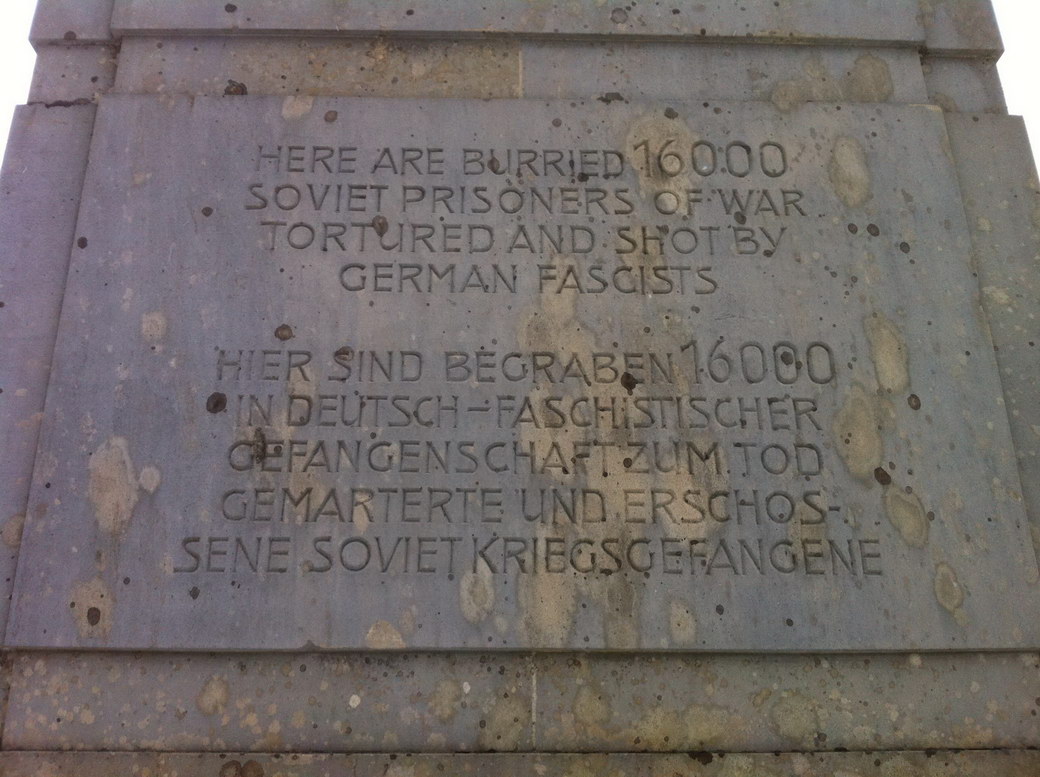 HERE ARE BURRIED 16000
SOVIET PRISONERS OF WAR
TORTURED AND SHOT BY
GERMAN FASCISTS
HIER SIND BEGRABEN 16000
IN DEUTSCH-FASCHISTISCHER
GEFANGENSCHAFT ZUM TOD
GEMARTERTE UND ERSCHOS-
SENE SOVIET KRIEGSGEFANGENE